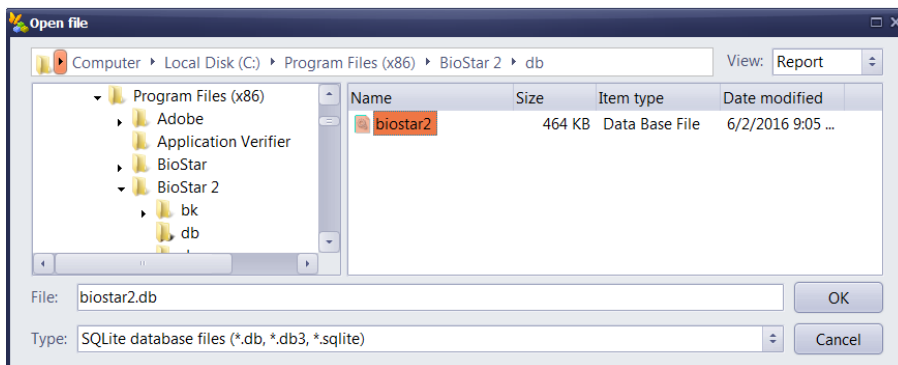 Open file
Computer Local Disk (C:) Program Files (x86) BioStar 2 db
View: Report
Program Files (x86)
Adobe
Application Verifier
BioStar
BioStar 2
bk
db
Name Size Item type Date modified
biostar2 464 KB Data Base File 6/2/2016 9:05 ...
File: biostar2.db
OK
Type: SQLite database files (*.db, *.db3, *.sqlite)
Cancel